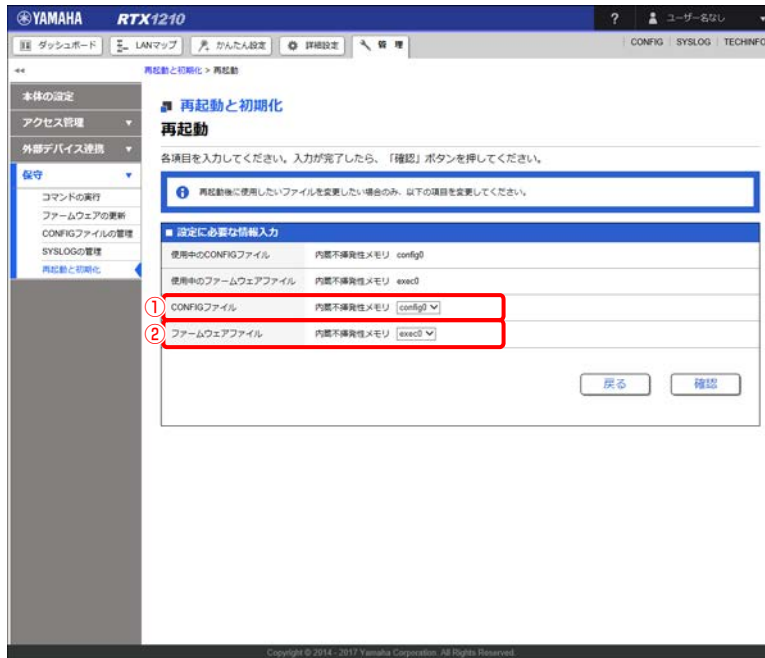 YAMAHA RTX1210 ? ユーザー名なし
ダッシュボード LANマップ かんたん設定 詳細設定 管理 CONFIG SYSLOG TECHINFO
<< 再起動と初期化 > 再起動
本体の設定
アクセス管理
外部デバイス連携
保守
コマンドの実行
ファームウェアの更新
CONFIGファイルの管理
SYSLOGの管理
再起動と初期化
再起動と初期化
再起動
各項目を入力してください。入力が完了したら、「確認」ボタンを押してください。
再起動後に使用したいファイルを変更したい場合のみ、以下の項目を変更してください。
■ 設定に必要な情報入力
使用中のCONFIGファイル 内蔵不揮発性メモリ config0
使用中のファームウェアファイル 内蔵不揮発性メモリ exec0
① CONFIGファイル 内蔵不揮発性メモリ config0
② ファームウェアファイル 内蔵不揮発性メモリ exec0
戻る 確認
Copyright © 2014 - 2017 Yamaha Corporation. All Rights Reserved.